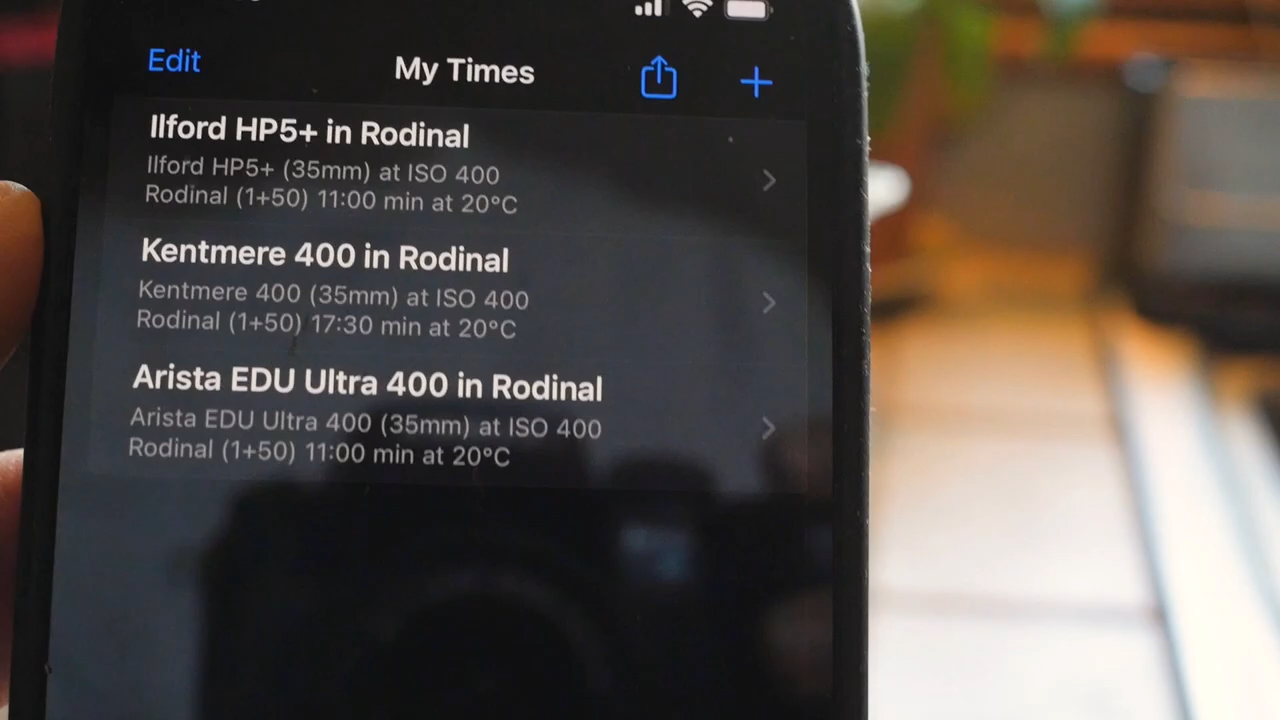 Edit
My Times
Ilford HP5+ in Rodinal
Ilford HP5+ (35mm) at ISO 400
Rodinal (1+50) 11:00 min at 20°C
Kentmere 400 in Rodinal
Kentmere 400 (35mm) at ISO 400
Rodinal (1+50) 17:30 min at 20°C
Arista EDU Ultra 400 in Rodinal
Arista EDU Ultra 400 (35mm) at ISO 400
Rodinal (1+50) 11:00 min at 20°C